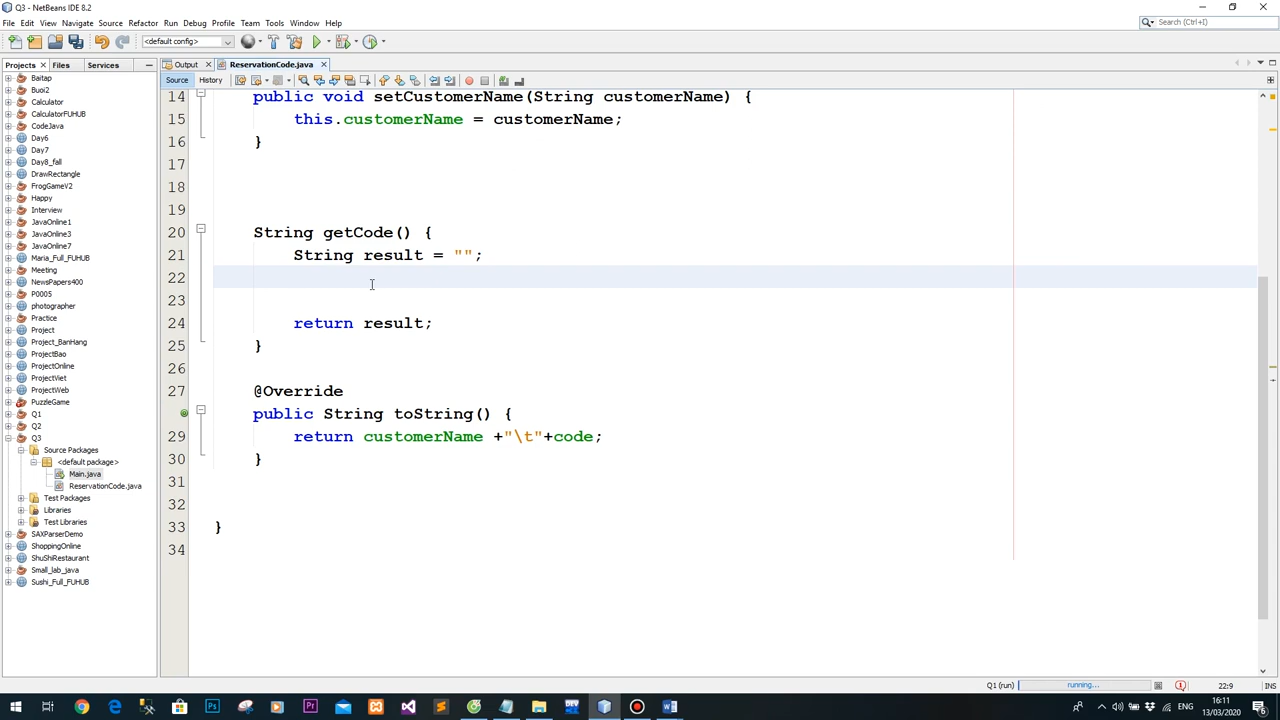 Q3 - NetBeans IDE 8.2
File Edit View Navigate Source Refactor Run Debug Profile Team Tools Window Help
Search (Ctrl+I)
<default config>
Projects Files Services
Output ReservationCode.java
Source History
Baitap
Buoi2
Calculator
CalculatorFUHUB
CodeJava
Day6
Day7
Day8_fall
DrawRectangle
FrogGameV2
Happy
Interview
JavaOnline1
JavaOnline3
JavaOnline7
Maria_Full_FUHUB
Meeting
NewsPapers400
P0005
photographer
Practice
Project
Project_BanHang
ProjectBao
ProjectOnline
ProjectViet
ProjectWeb
PuzzleGame
Q1
Q2
Q3
Source Packages
<default package>
Main.java
ReservationCode.java
Test Packages
Libraries
Test Libraries
SAXParserDemo
ShoppingOnline
ShuShiRestaurant
Small_lab_java
Sushi_Full_FUHUB
14 public void setCustomerName(String customerName) {
15 this.customerName = customerName;
16 }
17
18
19
20 String getCode() {
21 String result = "";
22
23
24 return result;
25 }
26
27 @Override
public String toString() {
29 return customerName +"\t"+code;
30 }
31
32
33 }
34
Q1 (run) running... 22:9 INS
16:11
13/03/2020